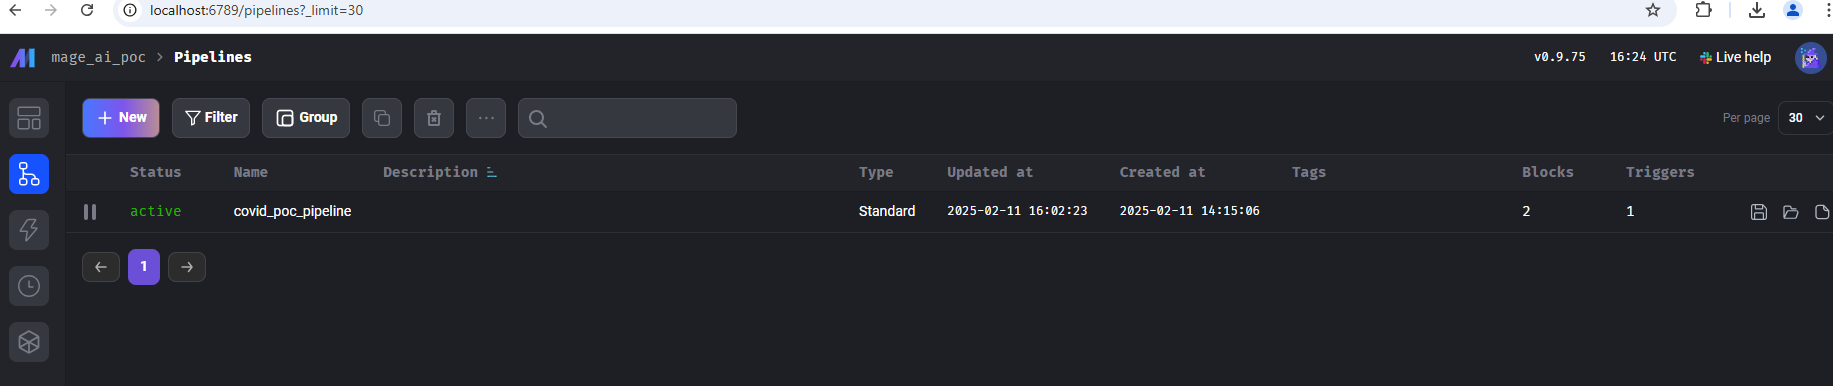 localhost:6789/pipelines?_limit=30
mage_ai_poc > Pipelines v0.9.75 16:24 UTC Live help
New Filter Group Per page 30
Status Name Description Type Updated at Created at Tags Blocks Triggers
active covid_poc_pipeline Standard 2025-02-11 16:02:23 2025-02-11 14:15:06 2 1
1